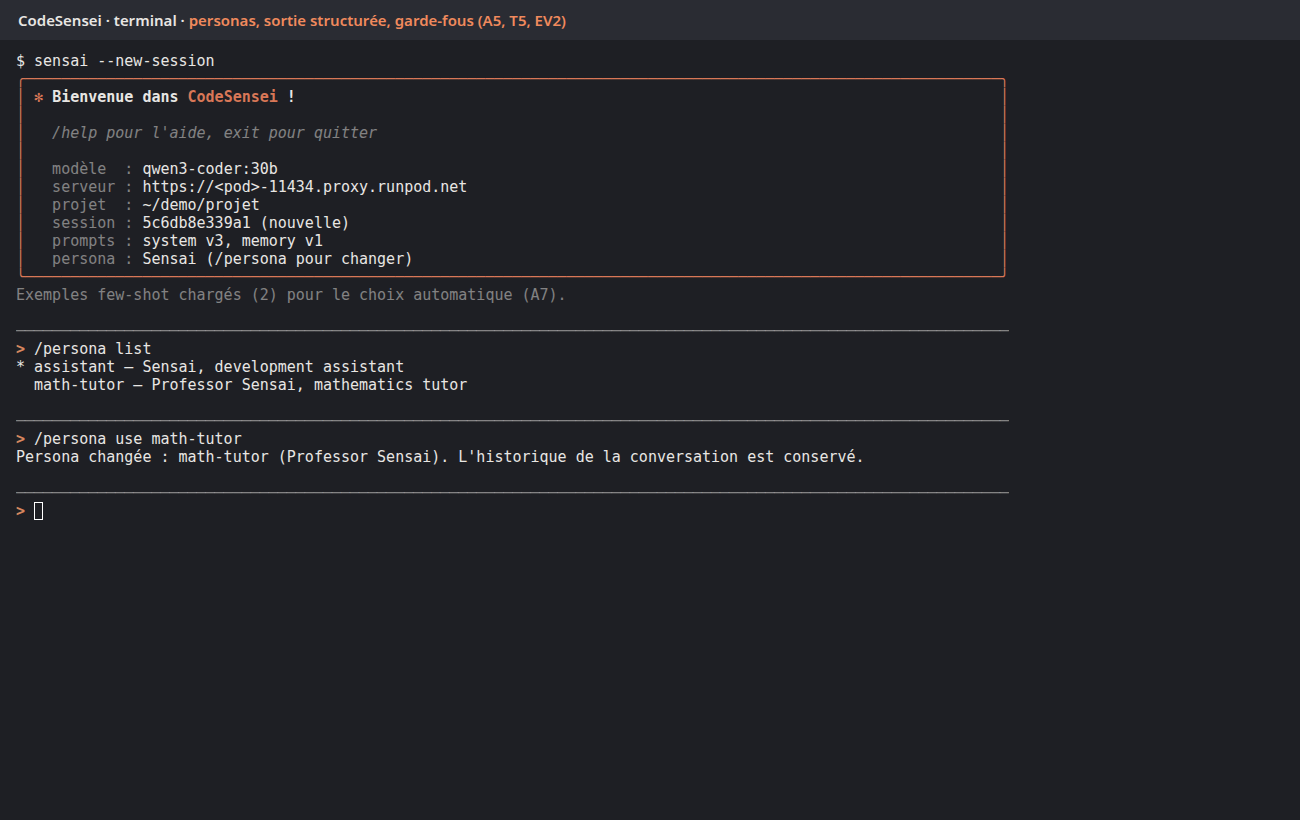 CodeSensei · terminal · personas, sortie structurée, garde-fous (A5, T5, EV2)
$ sensai --new-session
✻ Bienvenue dans CodeSensei !
/help pour l'aide, exit pour quitter
modèle : qwen3-coder:30b
serveur : https://<pod>-11434.proxy.runpod.net
projet : ~/demo/projet
session : 5c6db8e339a1 (nouvelle)
prompts : system v3, memory v1
persona : Sensai (/persona pour changer)
Exemples few-shot chargés (2) pour le choix automatique (A7).
> /persona list
* assistant — Sensai, development assistant
math-tutor — Professor Sensai, mathematics tutor
> /persona use math-tutor
Persona changée : math-tutor (Professor Sensai). L'historique de la conversation est conservé.
>